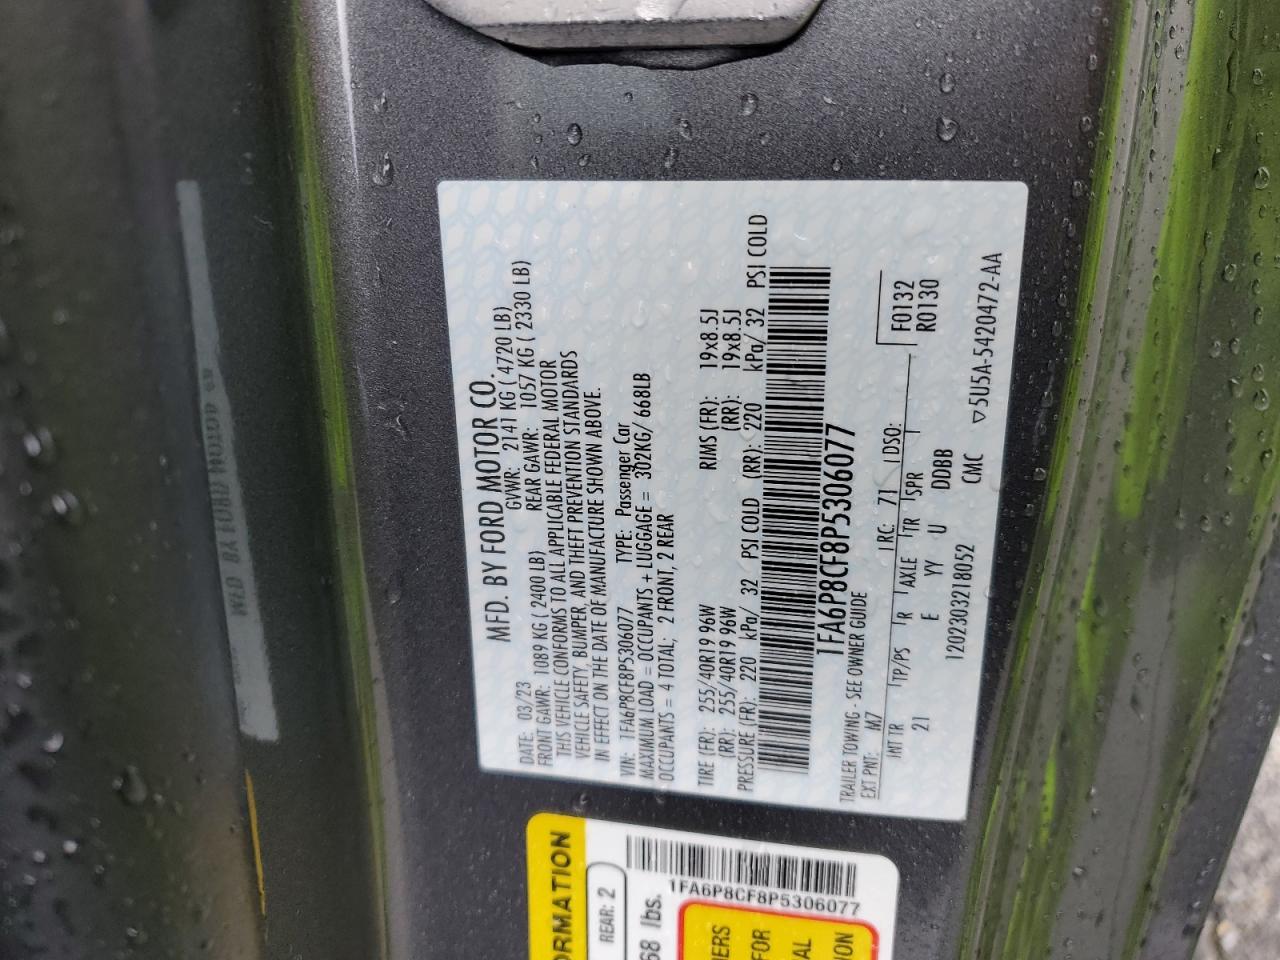 MFD. BY FORD MOTOR CO.
DATE: 03/23 GVWR: 2141 KG ( 4720 LB)
FRONT GAWR: 1089 KG ( 2400 LB) REAR GAWR: 1057 KG ( 2330 LB)
THIS VEHICLE CONFORMS TO ALL APPLICABLE FEDERAL MOTOR
VEHICLE SAFETY, BUMPER, AND THEFT PREVENTION STANDARDS
IN EFFECT ON THE DATE OF MANUFACTURE SHOWN ABOVE.
VIN: 1FA6P8CF8P5306077 TYPE: Passenger Car
MAXIMUM LOAD = OCCUPANTS + LUGGAGE = 302KG/ 668LB
OCCUPANTS = 4 TOTAL; 2 FRONT, 2 REAR
TIRE (FR): 255/40R19 96W RIMS (FR): 19x8.5J
(RR): 255/40R19 96W (RR): 19x8.5J
PRESSURE (FR): 220 kPa/ 32 PSI COLD (RR): 220 kPa/ 32 PSI COLD
1FA6P8CF8P5306077
TRAILER TOWING - SEE OWNER GUIDE
EXT PNT: M7 RC: 71 DSO: F0132
R0130
INT TR TP/PS R AXLE TR SPR
21 E YY U DDBB
1202303218052 CMC ▽5U5A-5420472-AA
ORMATION
REAR: 2
68 lbs.
1FA6P8CF8P5306077
NERS
FOR
AL
ION